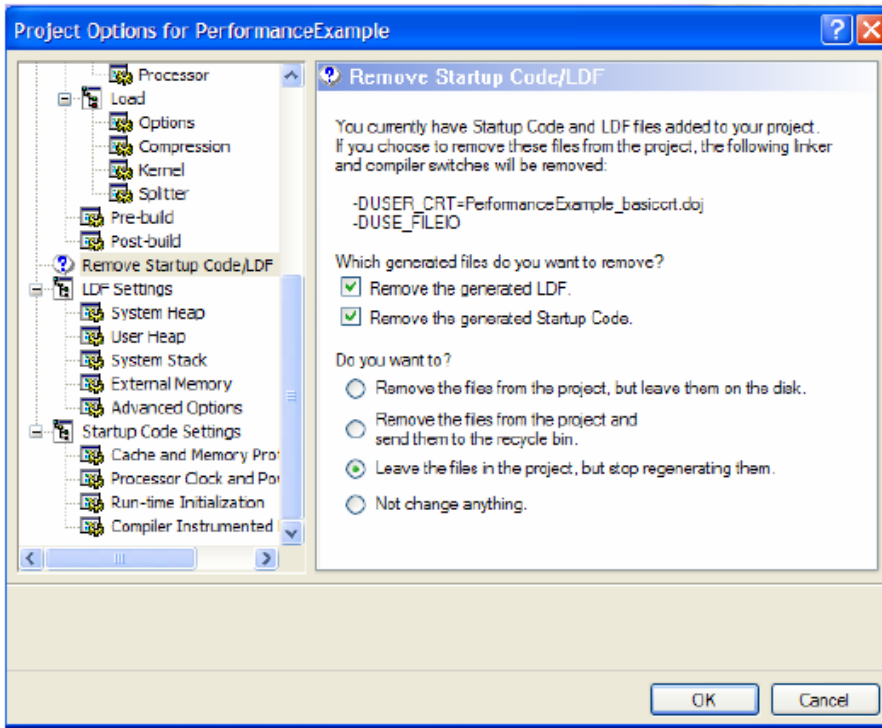 Project Options for PerformanceExample
Processor
Load
Options
Compression
Kernel
Splitter
Pre-build
Post-build
Remove Startup Code/LDF
LDF Settings
System Heap
User Heap
System Stack
External Memory
Advanced Options
Startup Code Settings
Cache and Memory Pro
Processor Clock and Po
Run-time Initialization
Compiler Instrumented
Remove Startup Code/LDF
You currently have Startup Code and LDF files added to your project.
If you choose to remove these files from the project, the following linker
and compiler switches will be removed:
-DUSER_CRT=PerformanceExample_basiccrt.doj
-DUSE_FILEIO
Which generated files do you want to remove?
Remove the generated LDF.
Remove the generated Startup Code.
Do you want to?
Remove the files from the project, but leave them on the disk.
Remove the files from the project and
send them to the recycle bin.
Leave the files in the project, but stop regenerating them.
Not change anything.
OK
Cancel